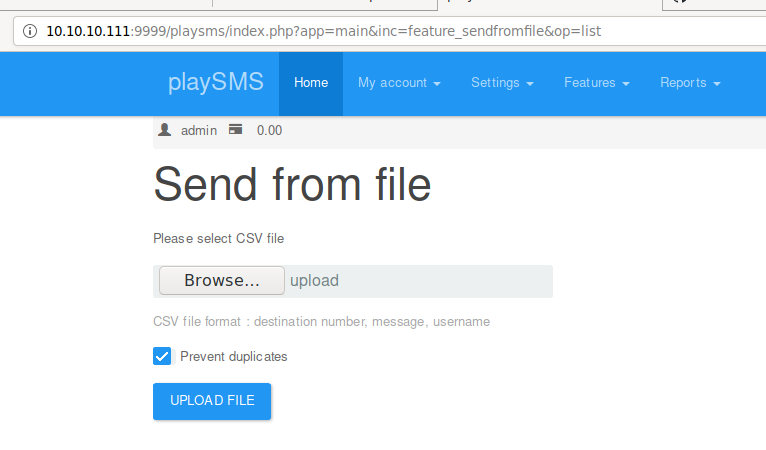 10.10.10.111:9999/playsms/index.php?app=main&inc=feature_sendfromfile&op=list
playSMS Home My account Settings Features Reports
admin 0.00
Send from file
Please select CSV file
Browse... upload
CSV file format : destination number, message, username
Prevent duplicates
UPLOAD FILE